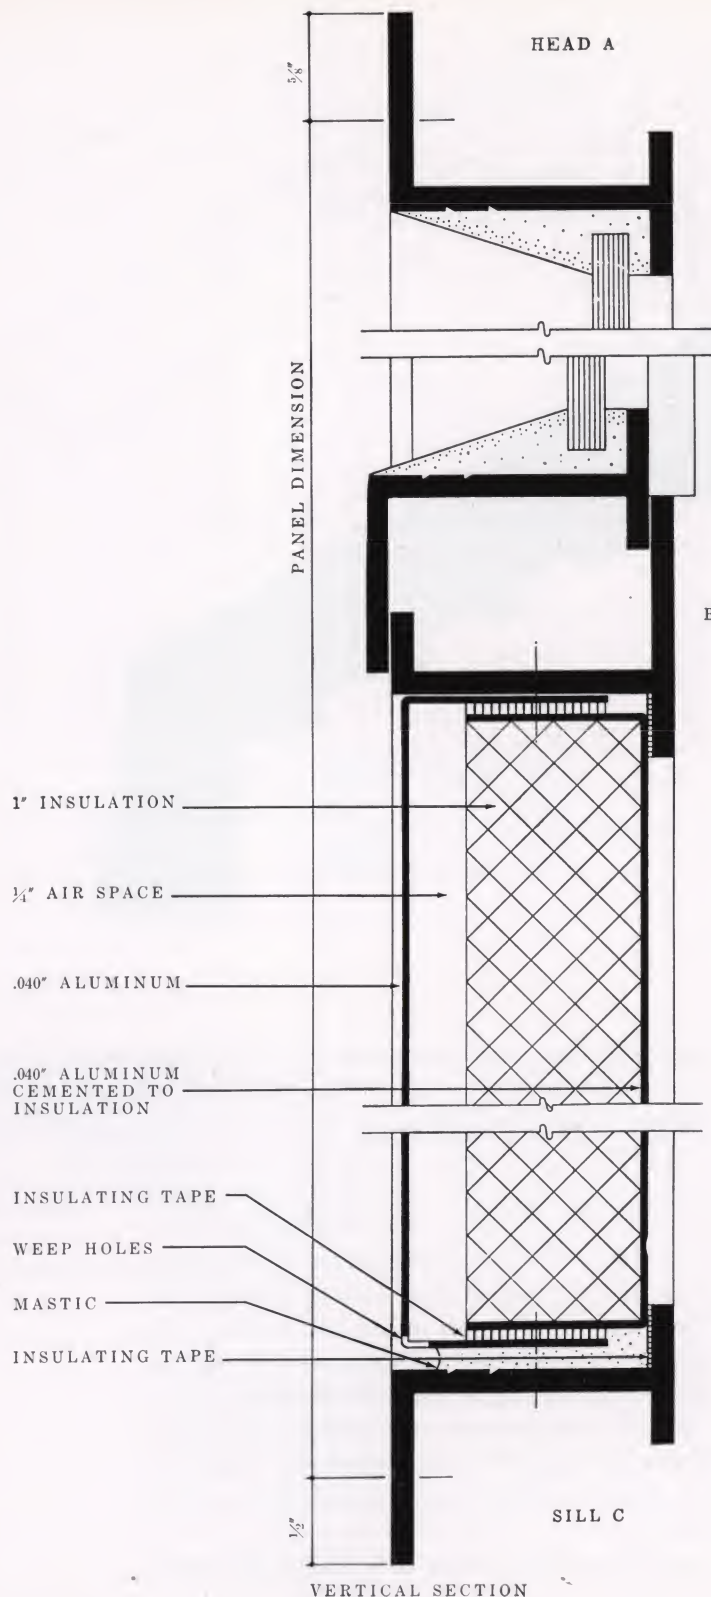 HEAD A
5/8"
PANEL DIMENSION
1" INSULATION
1/4" AIR SPACE
.040" ALUMINUM
.040" ALUMINUM
CEMENTED TO
INSULATION
INSULATING TAPE
WEEP HOLES
MASTIC
INSULATING TAPE
1/2"
SILL C
VERTICAL SECTION